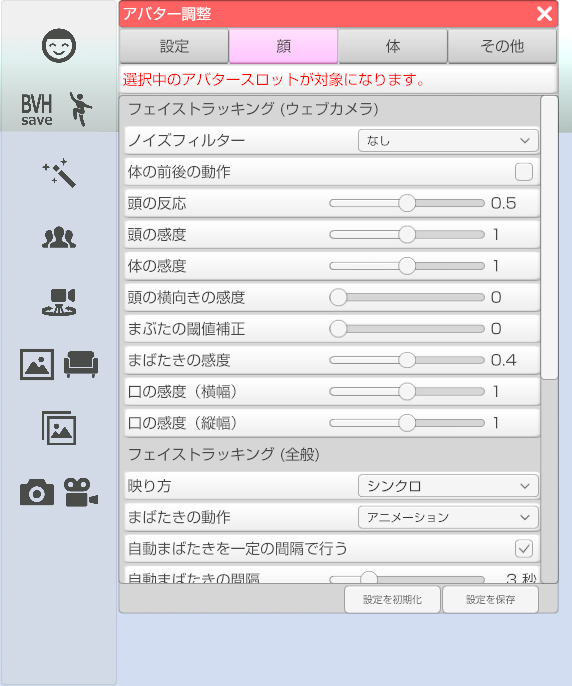 アバター調整
設定 顔 体 その他
選択中のアバタースロットが対象になります。
BVH
save
フェイストラッキング (ウェブカメラ)
ノイズフィルター なし
体の前後の動作
頭の反応 0.5
頭の感度 1
体の感度 1
頭の横向きの感度 0
まぶたの閾値補正 0
まばたきの感度 0.4
口の感度（横幅） 1
口の感度（縦幅） 1
フェイストラッキング (全般)
映り方 シンクロ
まばたきの動作 アニメーション
自動まばたきを一定の間隔で行う
自動まばたきの間隔 3 秒
設定を初期化 設定を保存